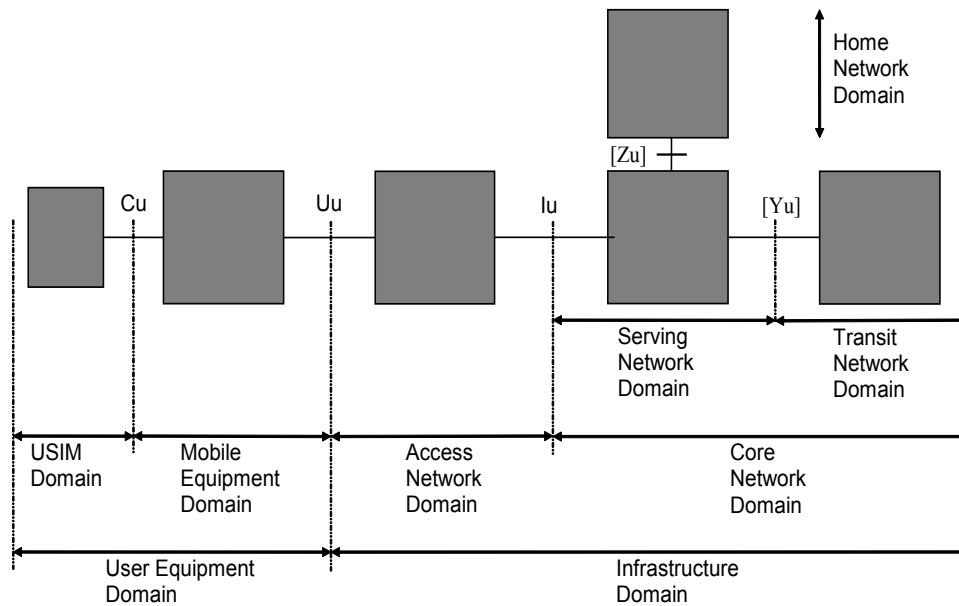 Home
Network
Domain
[Zu]
Cu
Uu
Iu
[Yu]
Serving
Network
Domain
Transit
Network
Domain
USIM
Domain
Mobile
Equipment
Domain
Access
Network
Domain
Core
Network
Domain
User Equipment
Domain
Infrastructure
Domain